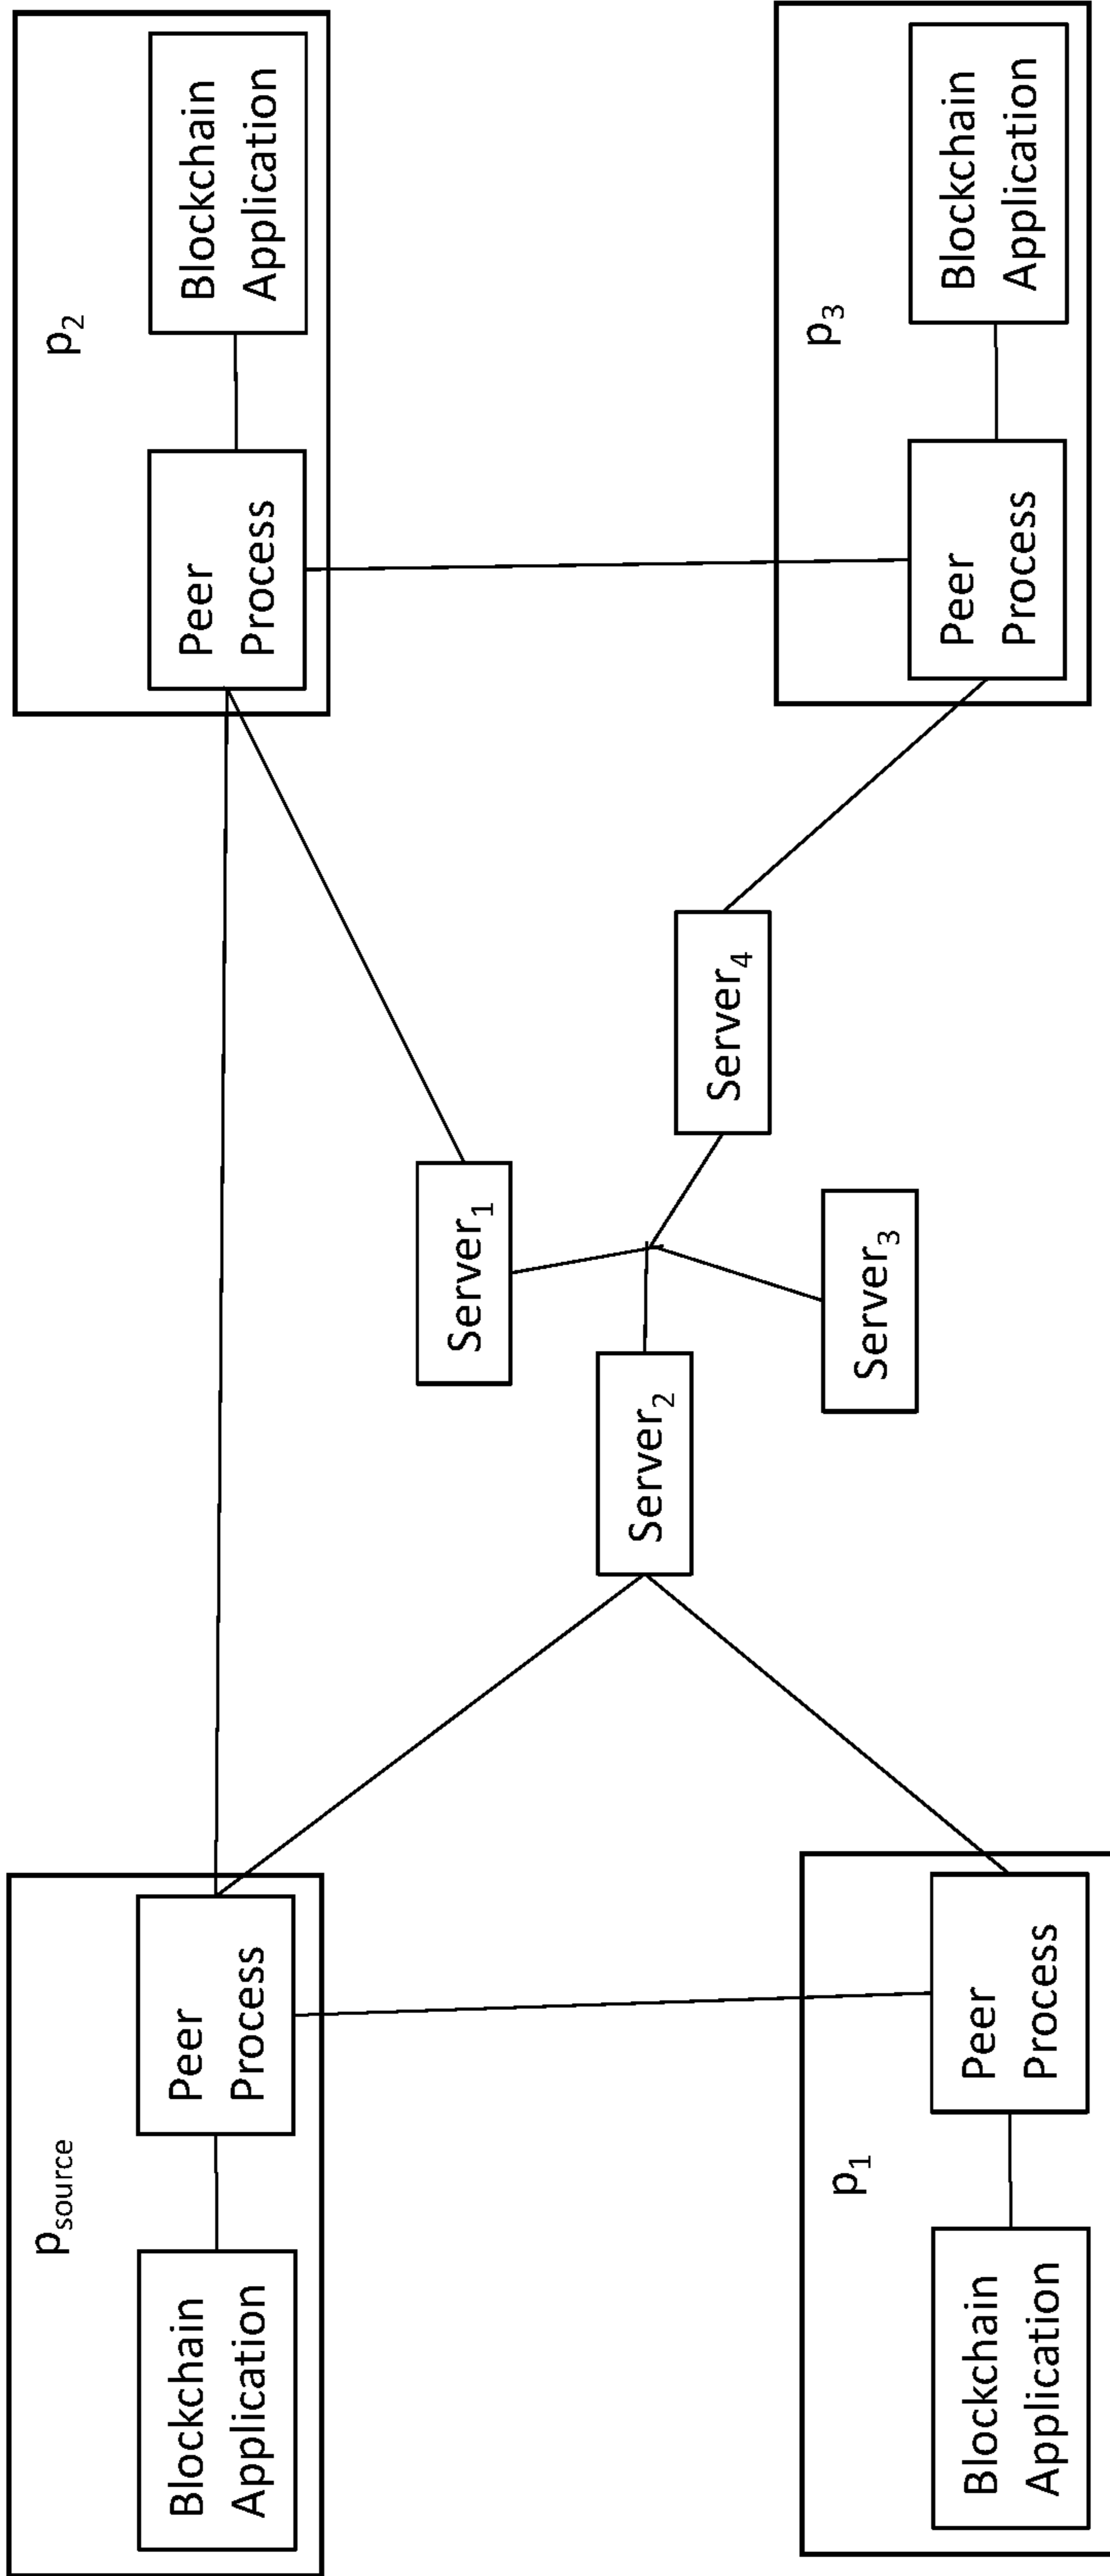 p_source
Blockchain
Application
Peer
Process
p₂
Peer
Process
Blockchain
Application
Server₁
Server₂
Server₄
Server₃
p₁
Blockchain
Application
Peer
Process
p₃
Peer
Process
Blockchain
Application